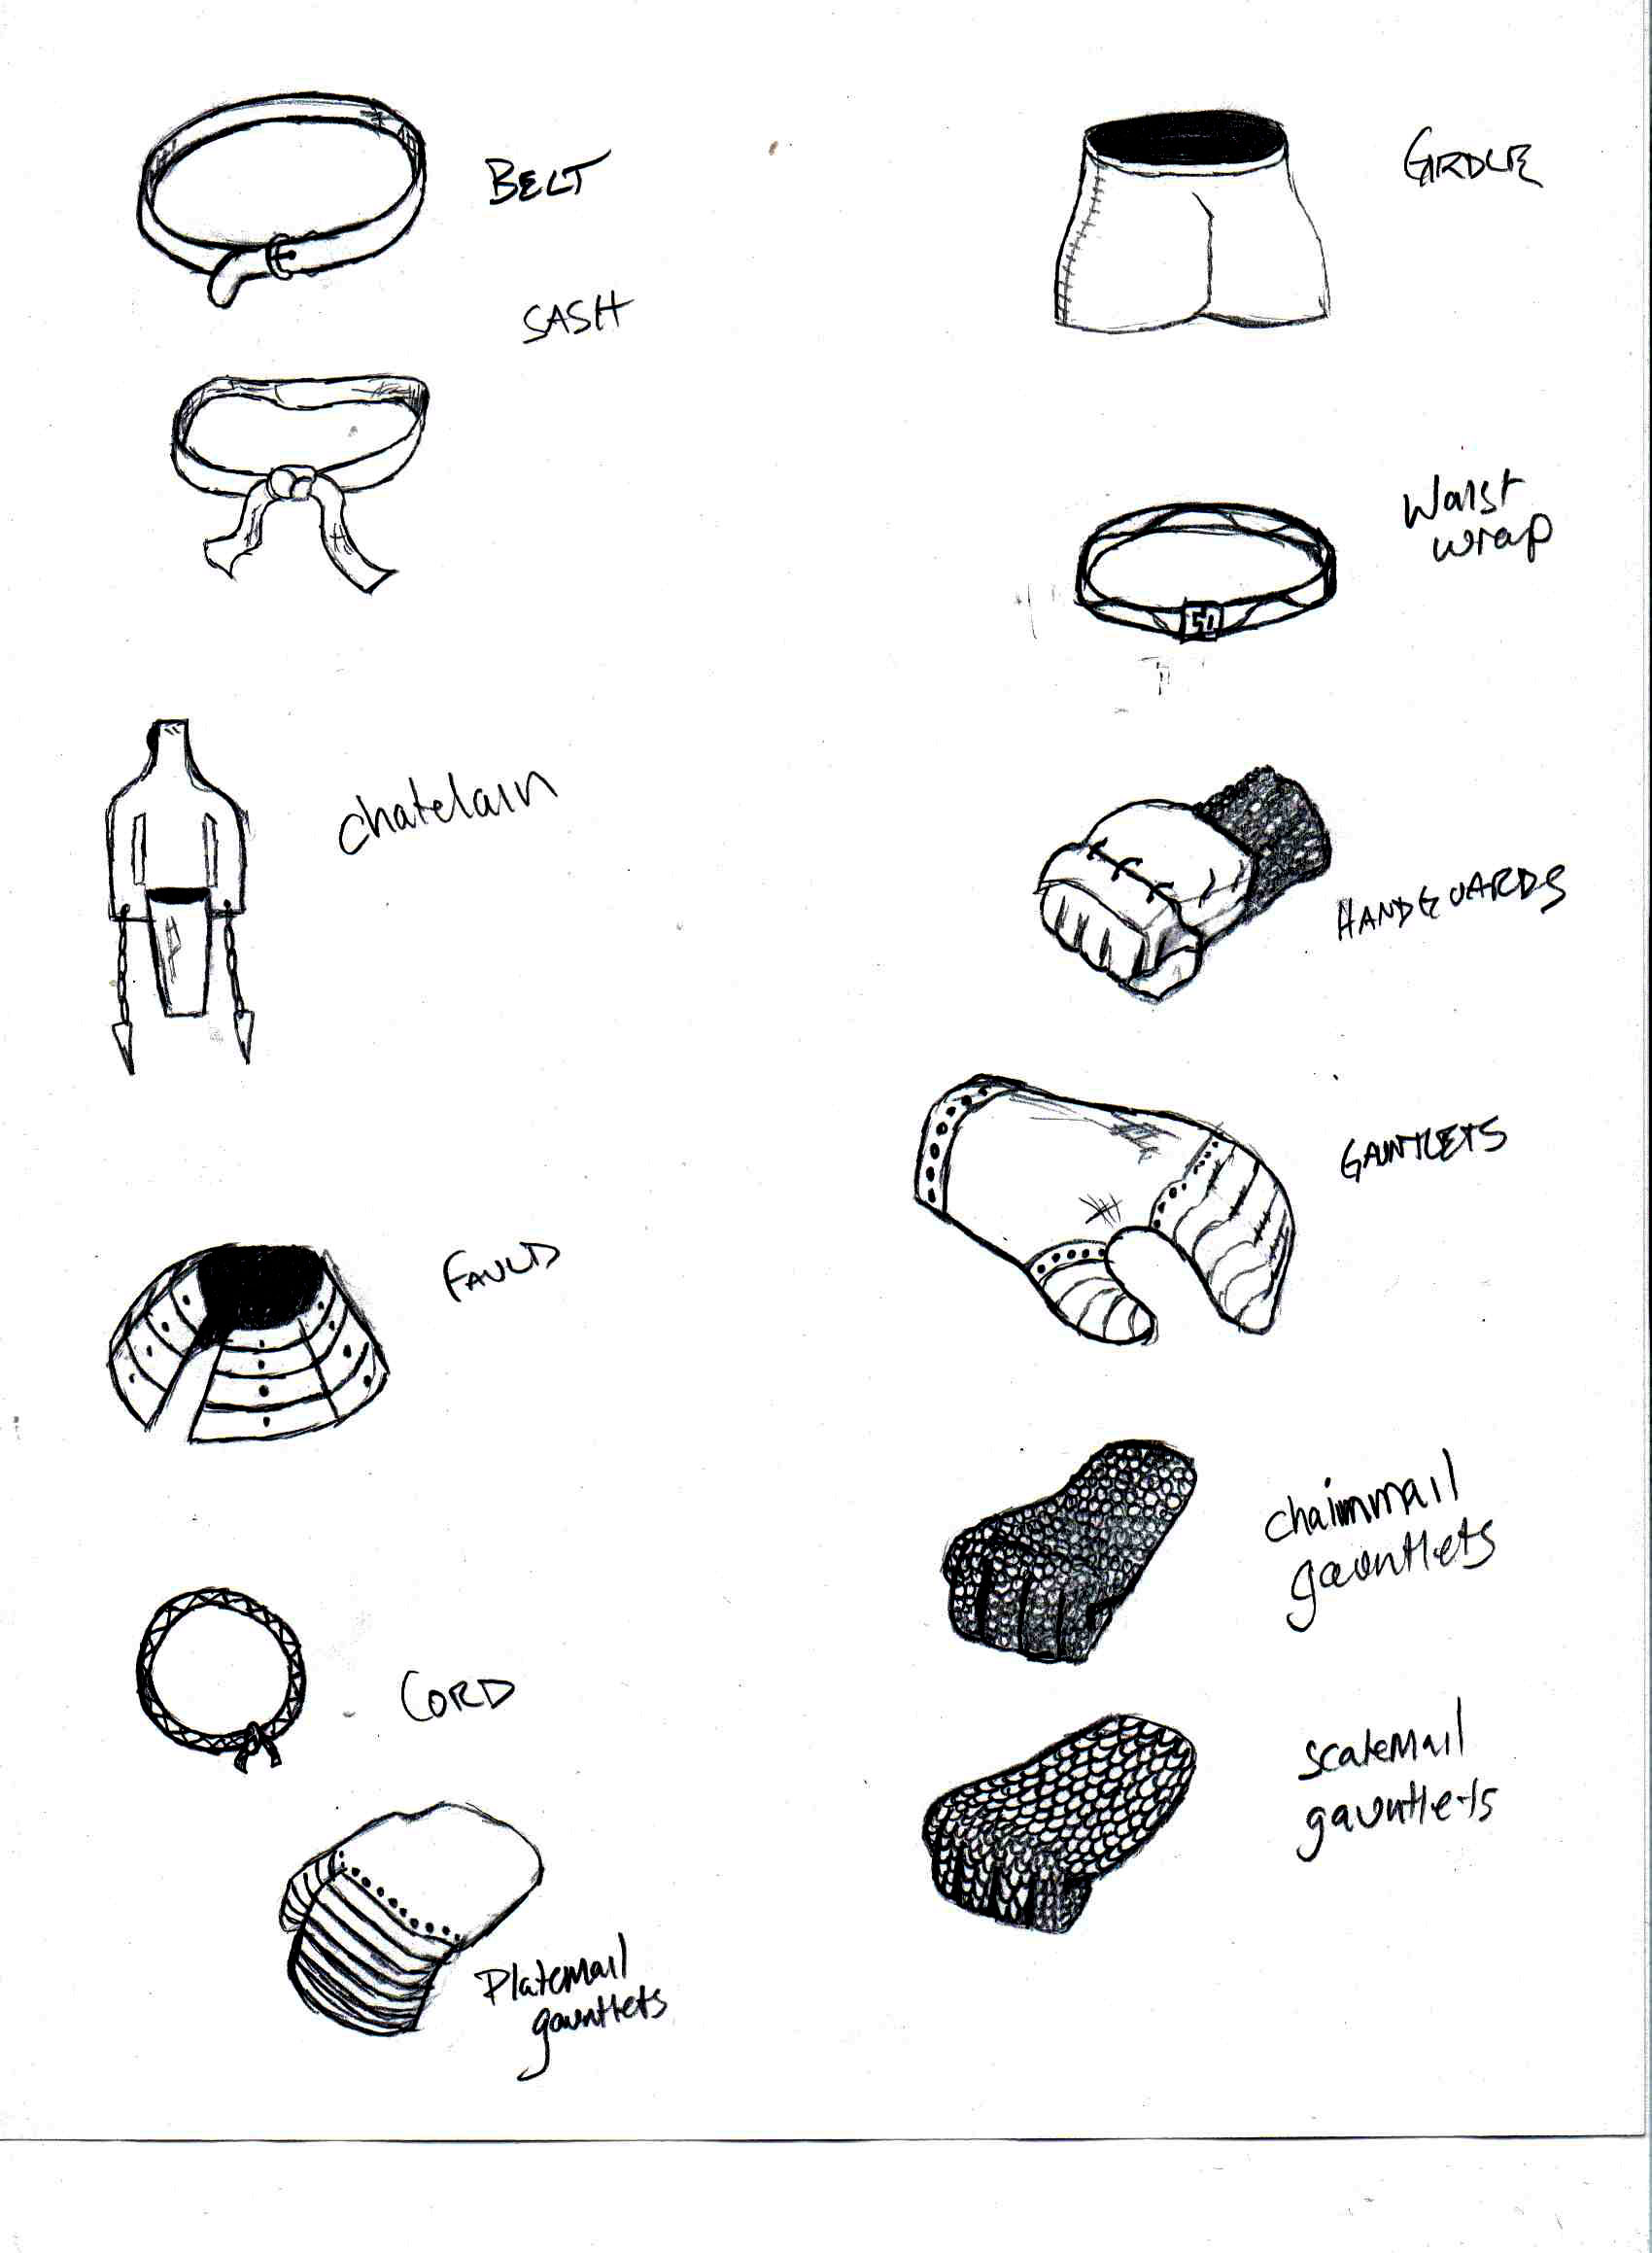 BELT
SASH
chatelain
FAULD
CORD
Platemail
gauntlets
GIRDLE
Waist
wrap
HANDGUARDS
GAUNTLETS
chainmail
gauntlets
scalemail
gauntlets